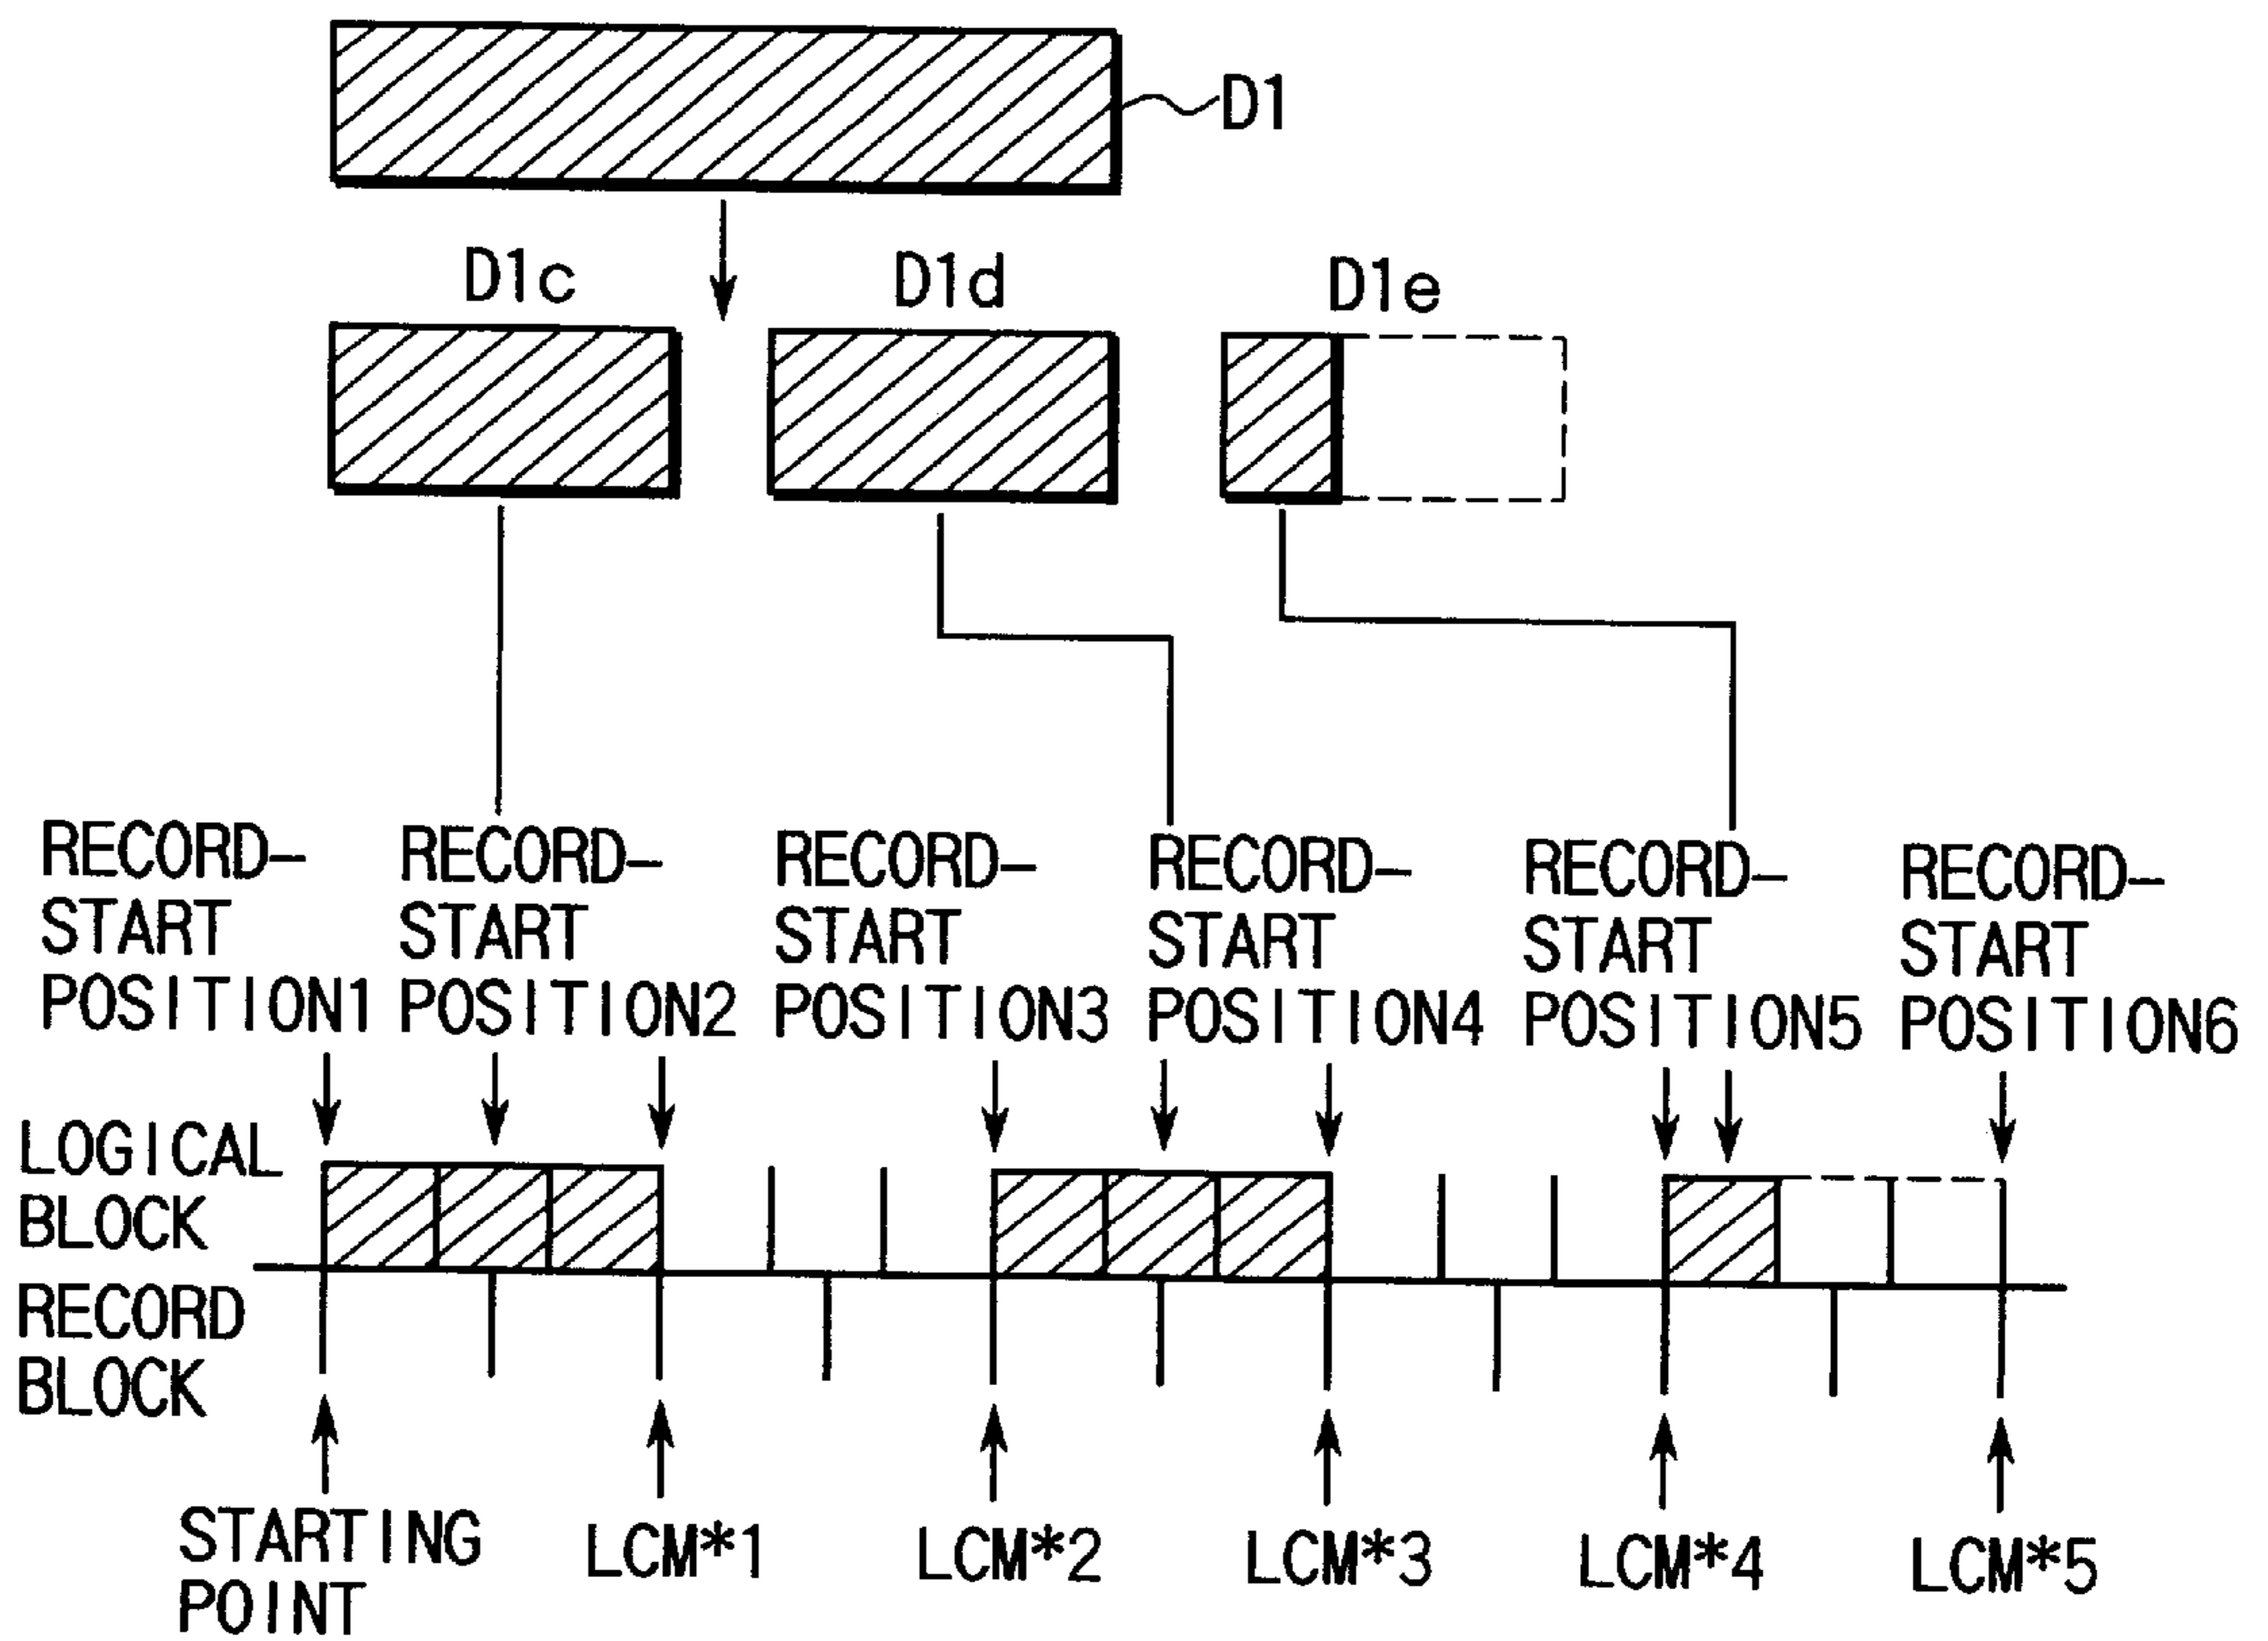 D1
D1c
D1d
D1e
RECORD-
START
POSITION1
RECORD-
START
POSITION2
RECORD-
START
POSITION3
RECORD-
START
POSITION4
RECORD-
START
POSITION5
RECORD-
START
POSITION6
LOGICAL
BLOCK
RECORD
BLOCK
STARTING
POINT
LCM*1
LCM*2
LCM*3
LCM*4
LCM*5